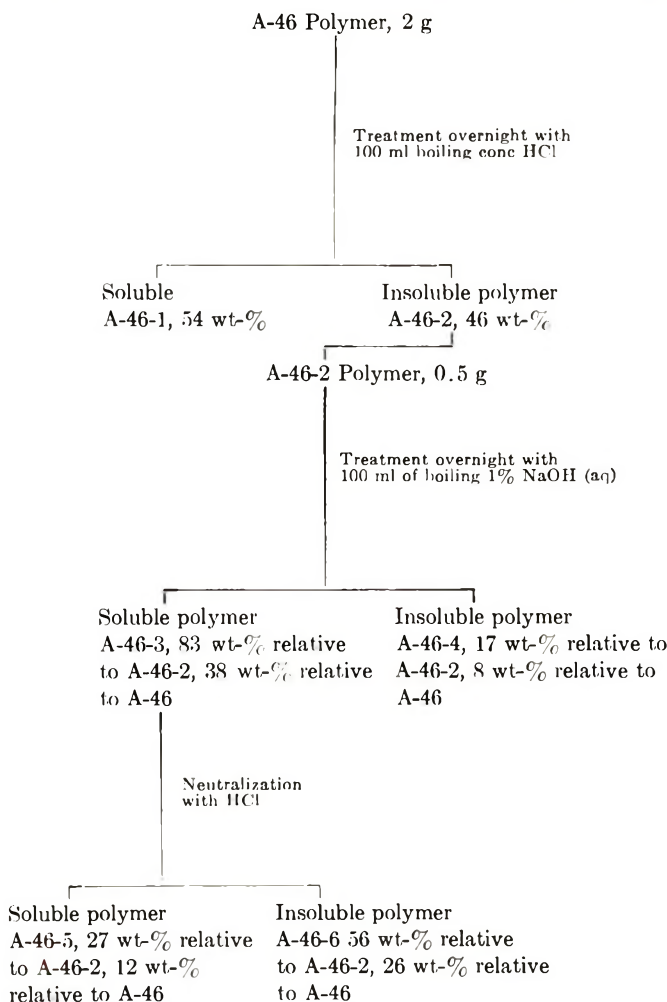 A-46 Polymer, 2 g
Treatment overnight with
100 ml boiling conc HCl
Soluble
A-46-1, 54 wt-%
Insoluble polymer
A-46-2, 46 wt-%
A-46-2 Polymer, 0.5 g
Treatment overnight with
100 ml of boiling 1% NaOH (aq)
Soluble polymer
A-46-3, 83 wt-% relative
to A-46-2, 38 wt-% relative
to A-46
Insoluble polymer
A-46-4, 17 wt-% relative to
A-46-2, 8 wt-% relative to
A-46
Neutralization
with HCl
Soluble polymer
A-46-5, 27 wt-% relative
to A-46-2, 12 wt-%
relative to A-46
Insoluble polymer
A-46-6 56 wt-% relative
to A-46-2, 26 wt-% relative
to A-46